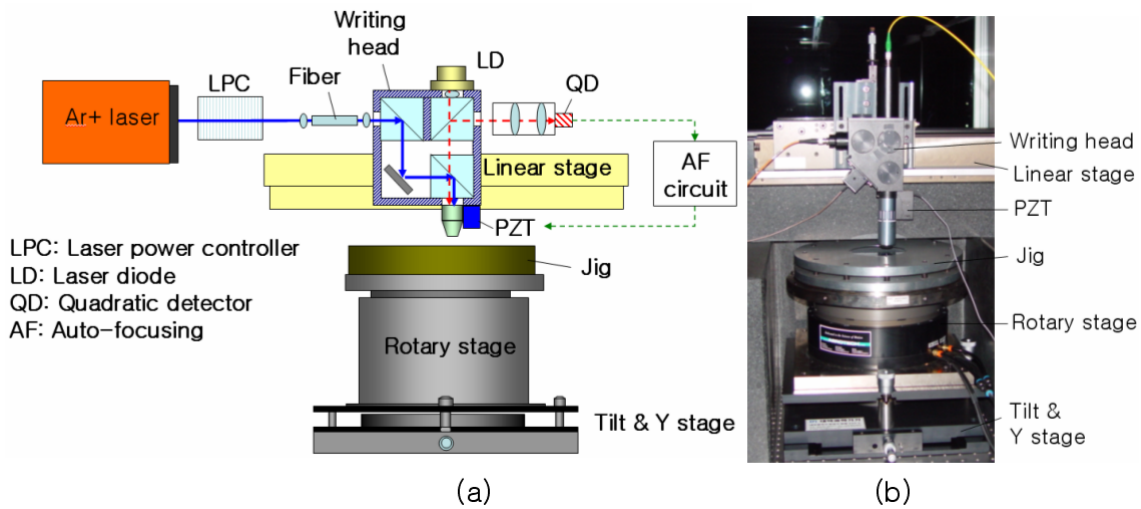 Writing
head
LD
QD
LPC
Fiber
Ar+ laser
Linear stage
AF
circuit
PZT
LPC: Laser power controller
LD: Laser diode
QD: Quadratic detector
AF: Auto-focusing
Jig
Rotary stage
Tilt & Y stage
(a)
Writing head
Linear stage
PZT
Jig
Rotary stage
Tilt &
Y stage
(b)